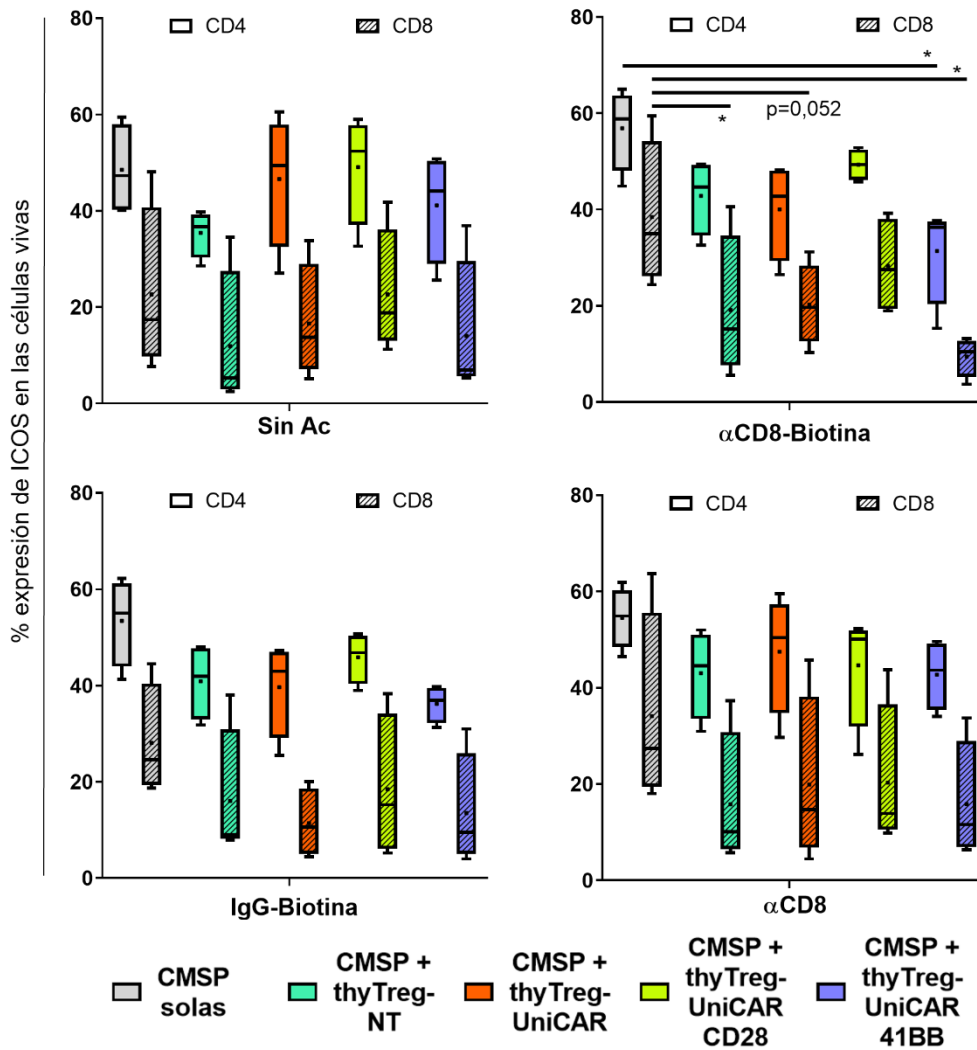 % expresión de ICOS en las células vivas
CD4 CD8
80
60
40
20
0
Sin Ac
CD4 CD8
80
60
40
20
0
*
*
p=0,052
*
αCD8-Biotina
CD4 CD8
80
60
40
20
0
IgG-Biotina
CD4 CD8
80
60
40
20
0
αCD8
CMSP
solas
CMSP +
thyTreg-
NT
CMSP +
thyTreg-
UniCAR
CMSP +
thyTreg-
UniCAR
CD28
CMSP +
thyTreg-
UniCAR
41BB